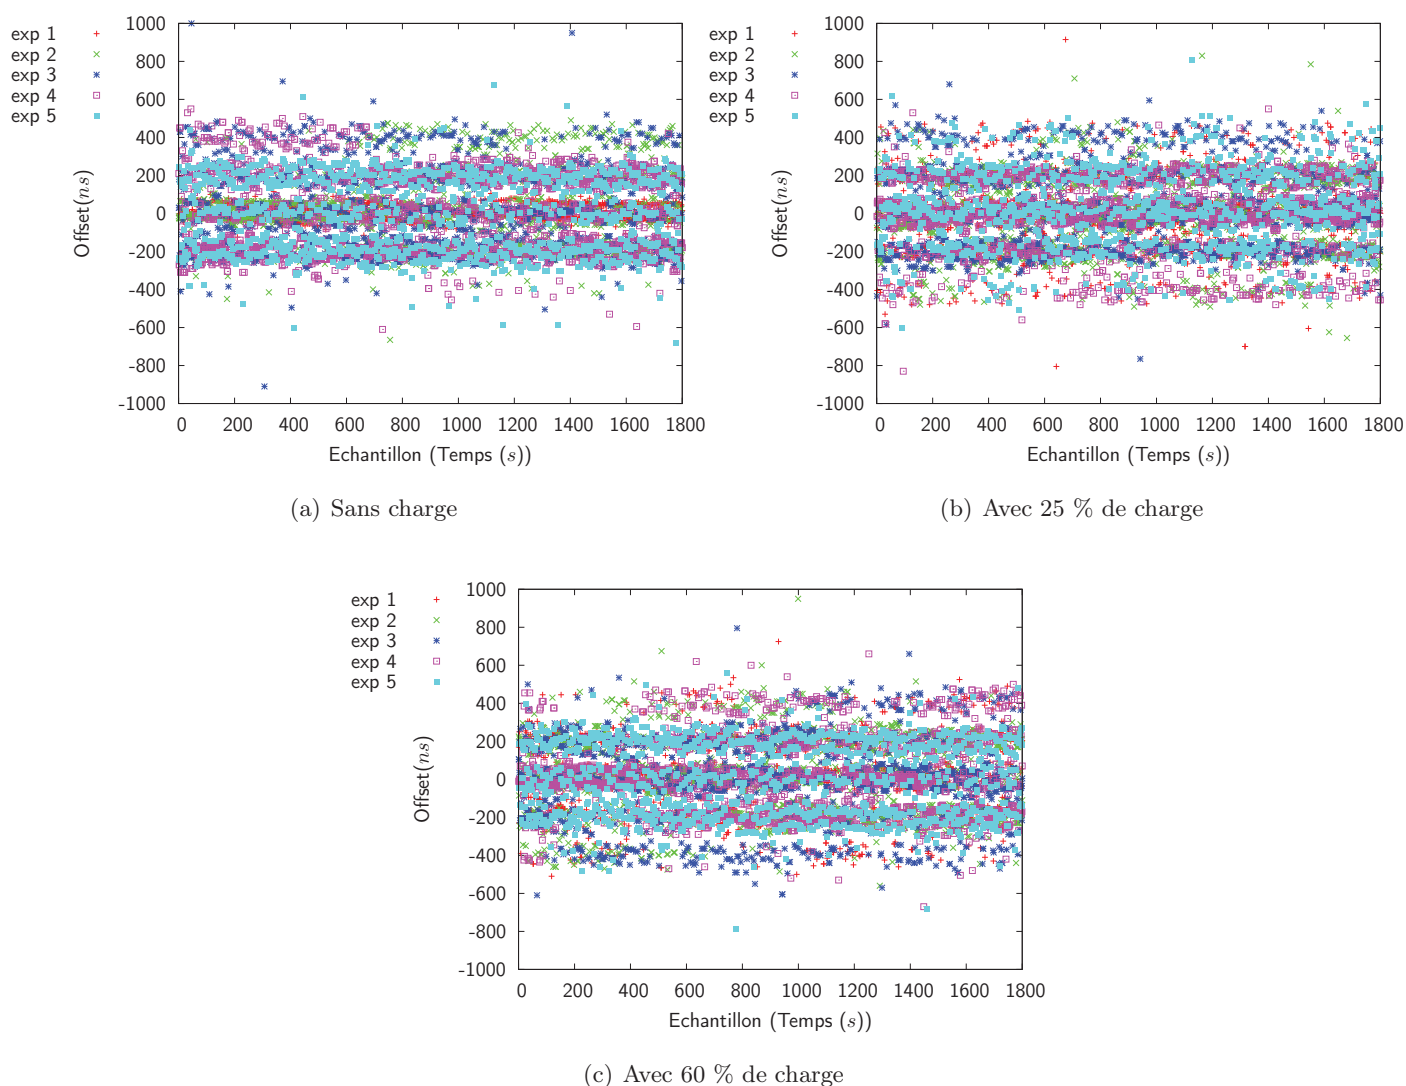 exp 1
exp 2
exp 3
exp 4
exp 5
Offset(ns)
1000
800
600
400
200
0
-200
-400
-600
-800
-1000
0 200 400 600 800 1000 1200 1400 1600 1800
Echantillon (Temps (s))
(a) Sans charge
exp 1
exp 2
exp 3
exp 4
exp 5
Offset(ns)
1000
800
600
400
200
0
-200
-400
-600
-800
-1000
0 200 400 600 800 1000 1200 1400 1600 1800
Echantillon (Temps (s))
(b) Avec 25 % de charge
exp 1
exp 2
exp 3
exp 4
exp 5
Offset(ns)
1000
800
600
400
200
0
-200
-400
-600
-800
-1000
0 200 400 600 800 1000 1200 1400 1600 1800
Echantillon (Temps (s))
(c) Avec 60 % de charge